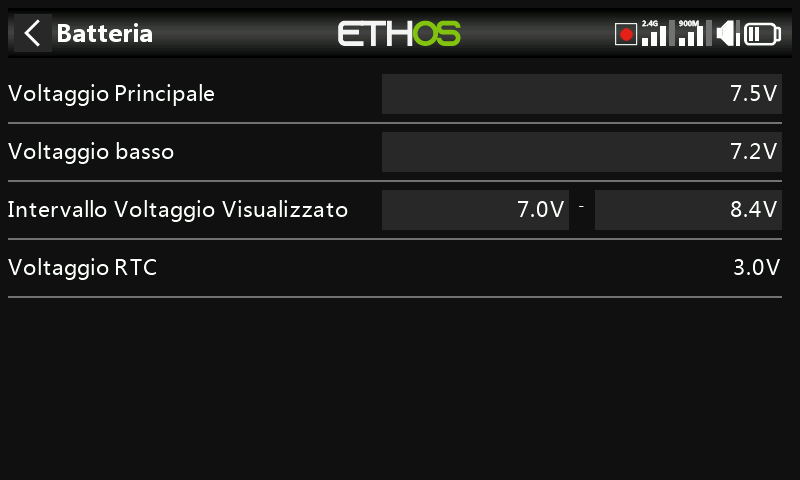 Batteria
ETHOS
2.4G
900M
Voltaggio Principale 7.5V
Voltaggio basso 7.2V
Intervallo Voltaggio Visualizzato 7.0V - 8.4V
Voltaggio RTC 3.0V